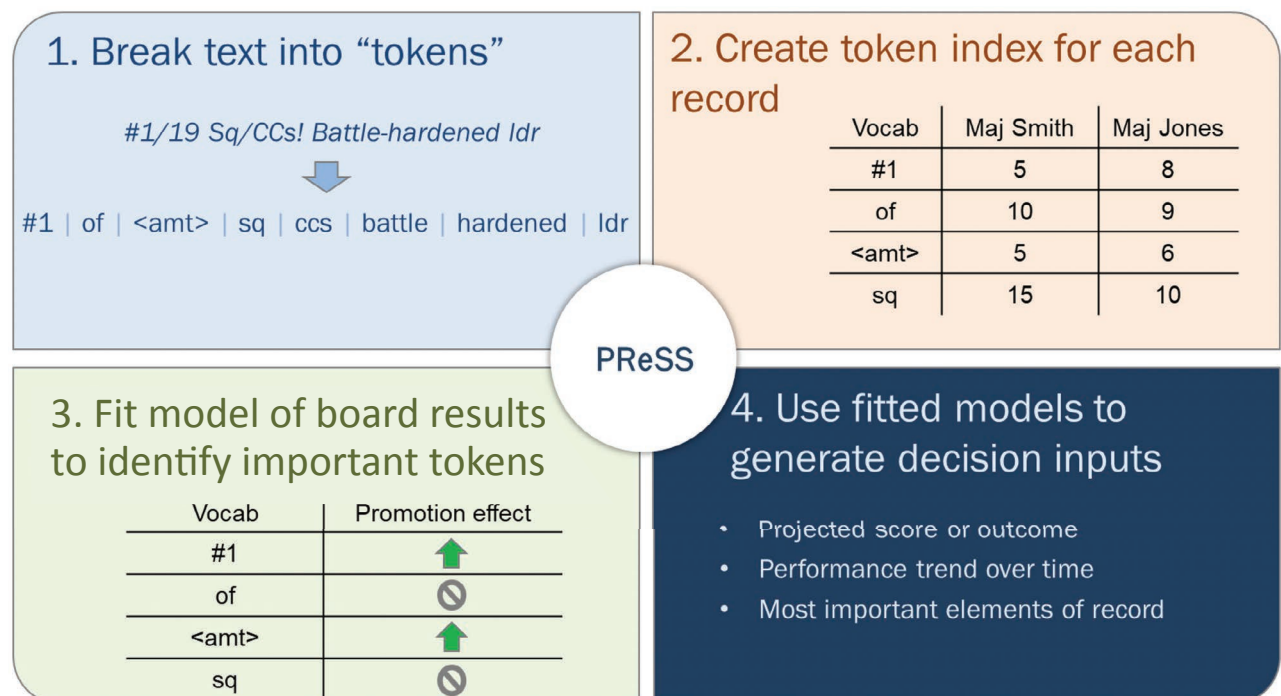 1. Break text into “tokens”
#1/19 Sq/CCs! Battle-hardened ldr
#1 | of | <amt> | sq | ccs | battle | hardened | ldr
2. Create token index for each
record
Vocab Maj Smith Maj Jones
#1 5 8
of 10 9
<amt> 5 6
sq 15 10
PReSS
3. Fit model of board results
to identify important tokens
Vocab Promotion effect
#1
of
<amt>
sq
4. Use fitted models to
generate decision inputs
• Projected score or outcome
• Performance trend over time
• Most important elements of record